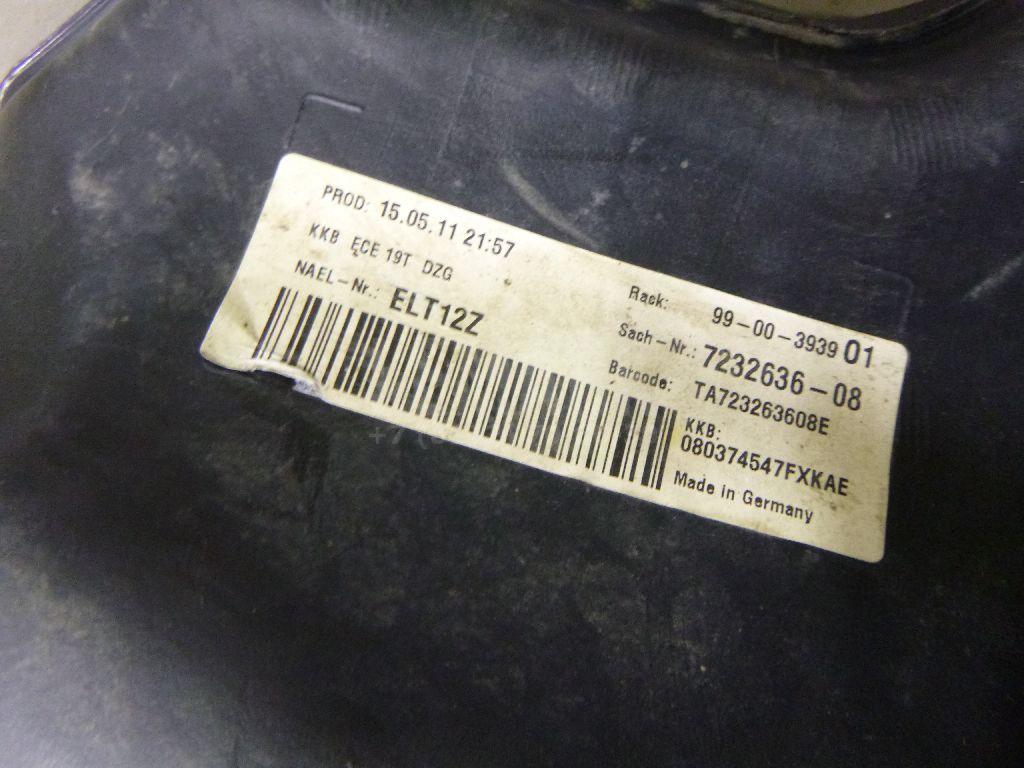 PROD: 15.05.11 21:57
KKB ECE 19T DZG
NAEL-Nr.: ELT12Z
Rack: 99-00-3939 01
Sach-Nr.: 7232636-08
Barcode: TA723263608E
KKB:
080374547FXKAE
Made in Germany